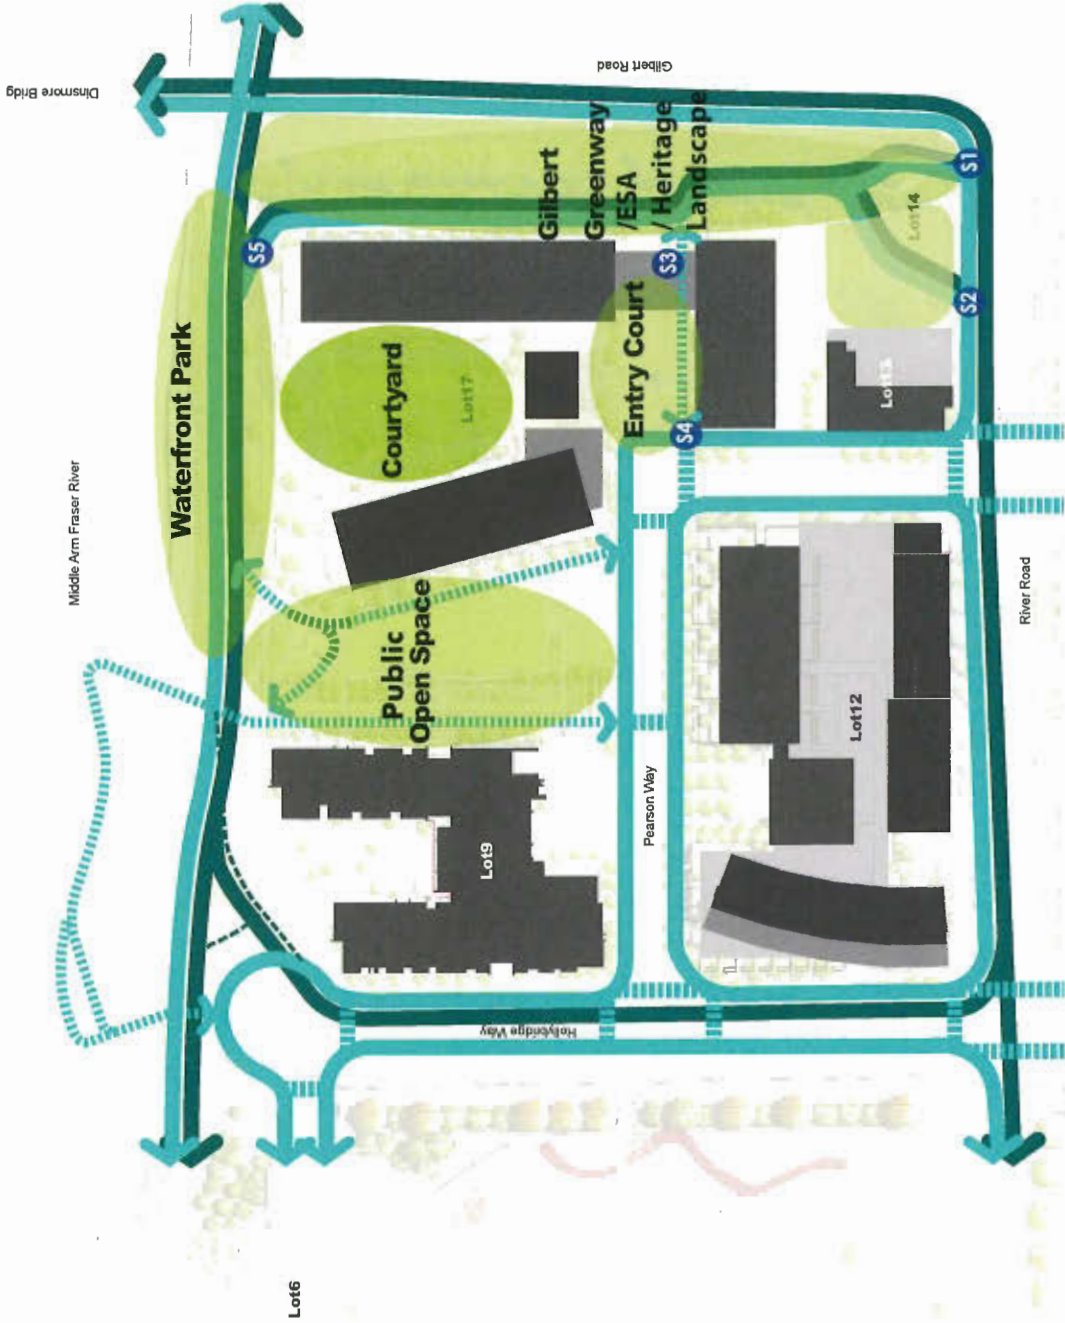 Gilbert Road
Dinsmore Bridg
Middle Arm Fraser River
Waterfront Park
S5
Gilbert
Greenway
/ESA
/ Heritage
Landscape
S1
Lot14
S2
S3
Entry Court
S4
Courtyard
Lot17
Lot15
Public
Open Space
Pearson Way
Lot9
Lot12
River Road
Hollybridge Way
Lot6